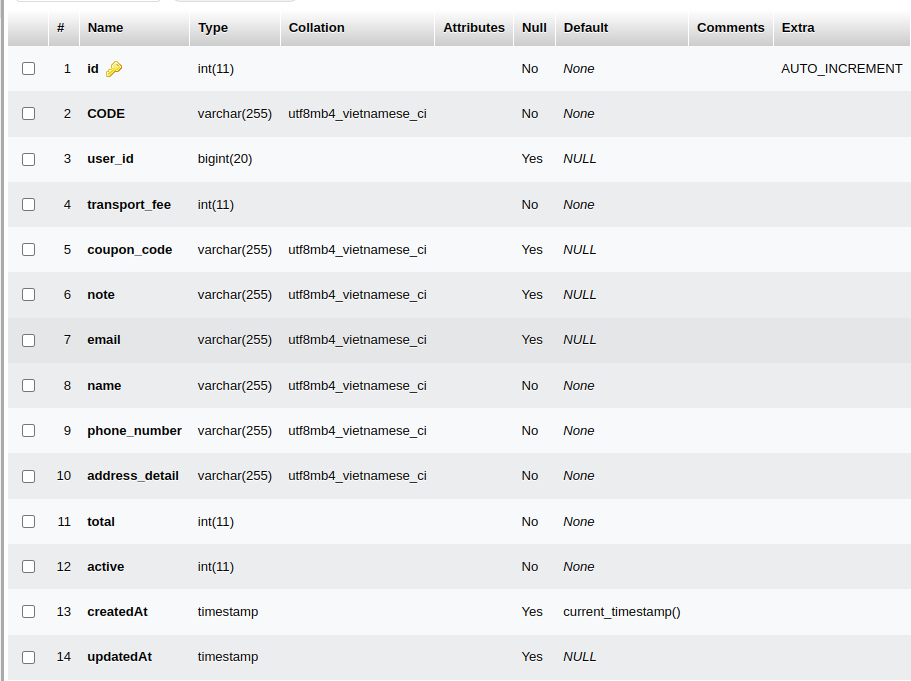 # Name Type Collation Attributes Null Default Comments Extra
1 id int(11) No None AUTO_INCREMENT
2 CODE varchar(255) utf8mb4_vietnamese_ci No None
3 user_id bigint(20) Yes NULL
4 transport_fee int(11) No None
5 coupon_code varchar(255) utf8mb4_vietnamese_ci Yes NULL
6 note varchar(255) utf8mb4_vietnamese_ci Yes NULL
7 email varchar(255) utf8mb4_vietnamese_ci Yes NULL
8 name varchar(255) utf8mb4_vietnamese_ci No None
9 phone_number varchar(255) utf8mb4_vietnamese_ci No None
10 address_detail varchar(255) utf8mb4_vietnamese_ci No None
11 total int(11) No None
12 active int(11) No None
13 createdAt timestamp Yes current_timestamp()
14 updatedAt timestamp Yes NULL